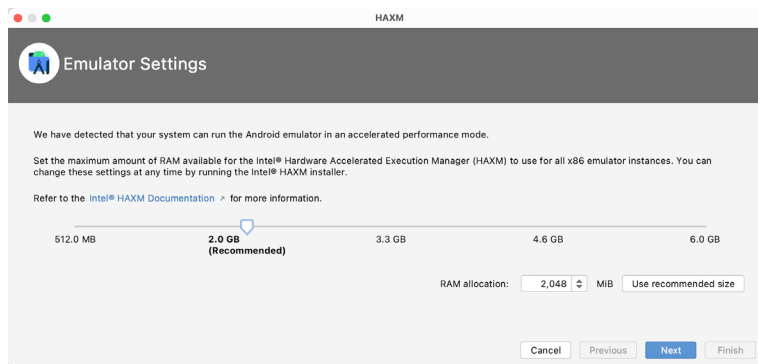 HAXM
Emulator Settings
We have detected that your system can run the Android emulator in an accelerated performance mode.
Set the maximum amount of RAM available for the Intel® Hardware Accelerated Execution Manager (HAXM) to use for all x86 emulator instances. You can
change these settings at any time by running the Intel® HAXM installer.
Refer to the Intel® HAXM Documentation ↗ for more information.
512.0 MB 2.0 GB 3.3 GB 4.6 GB 6.0 GB
(Recommended)
RAM allocation: 2,048 MiB Use recommended size
Cancel Previous Next Finish